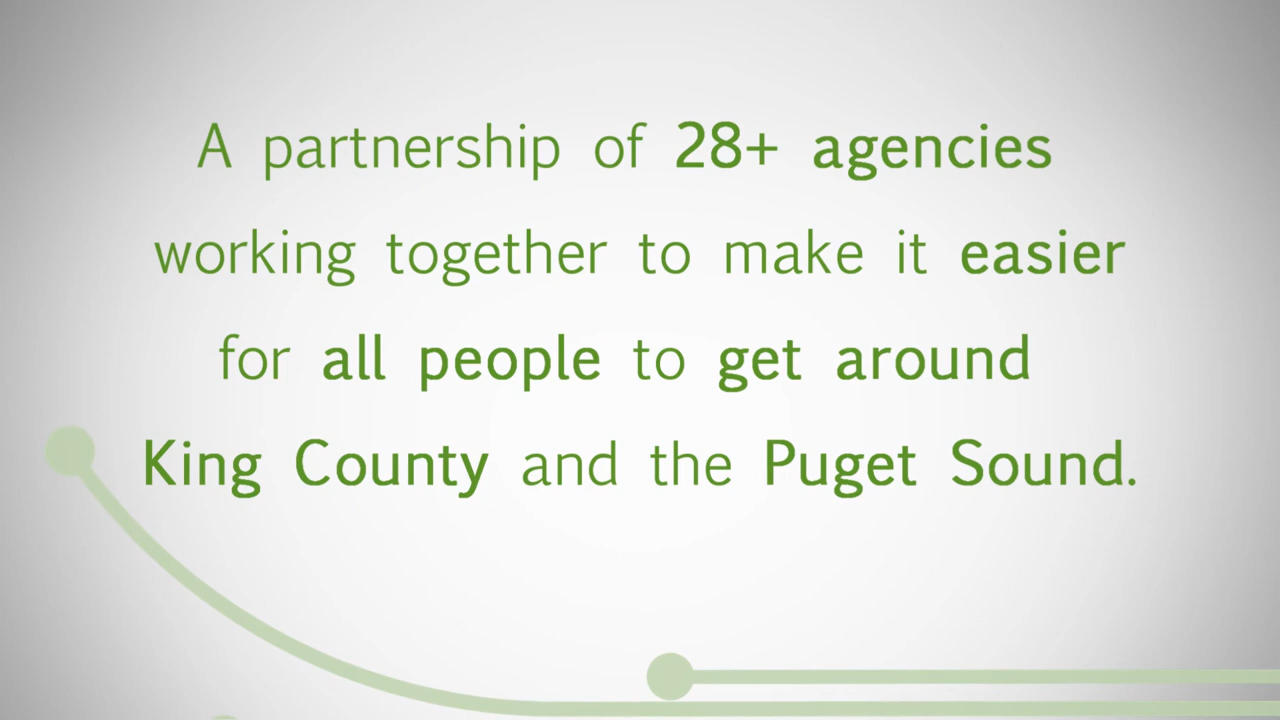 A partnership of 28+ agencies
working together to make it easier
for all people to get around
King County and the Puget Sound.